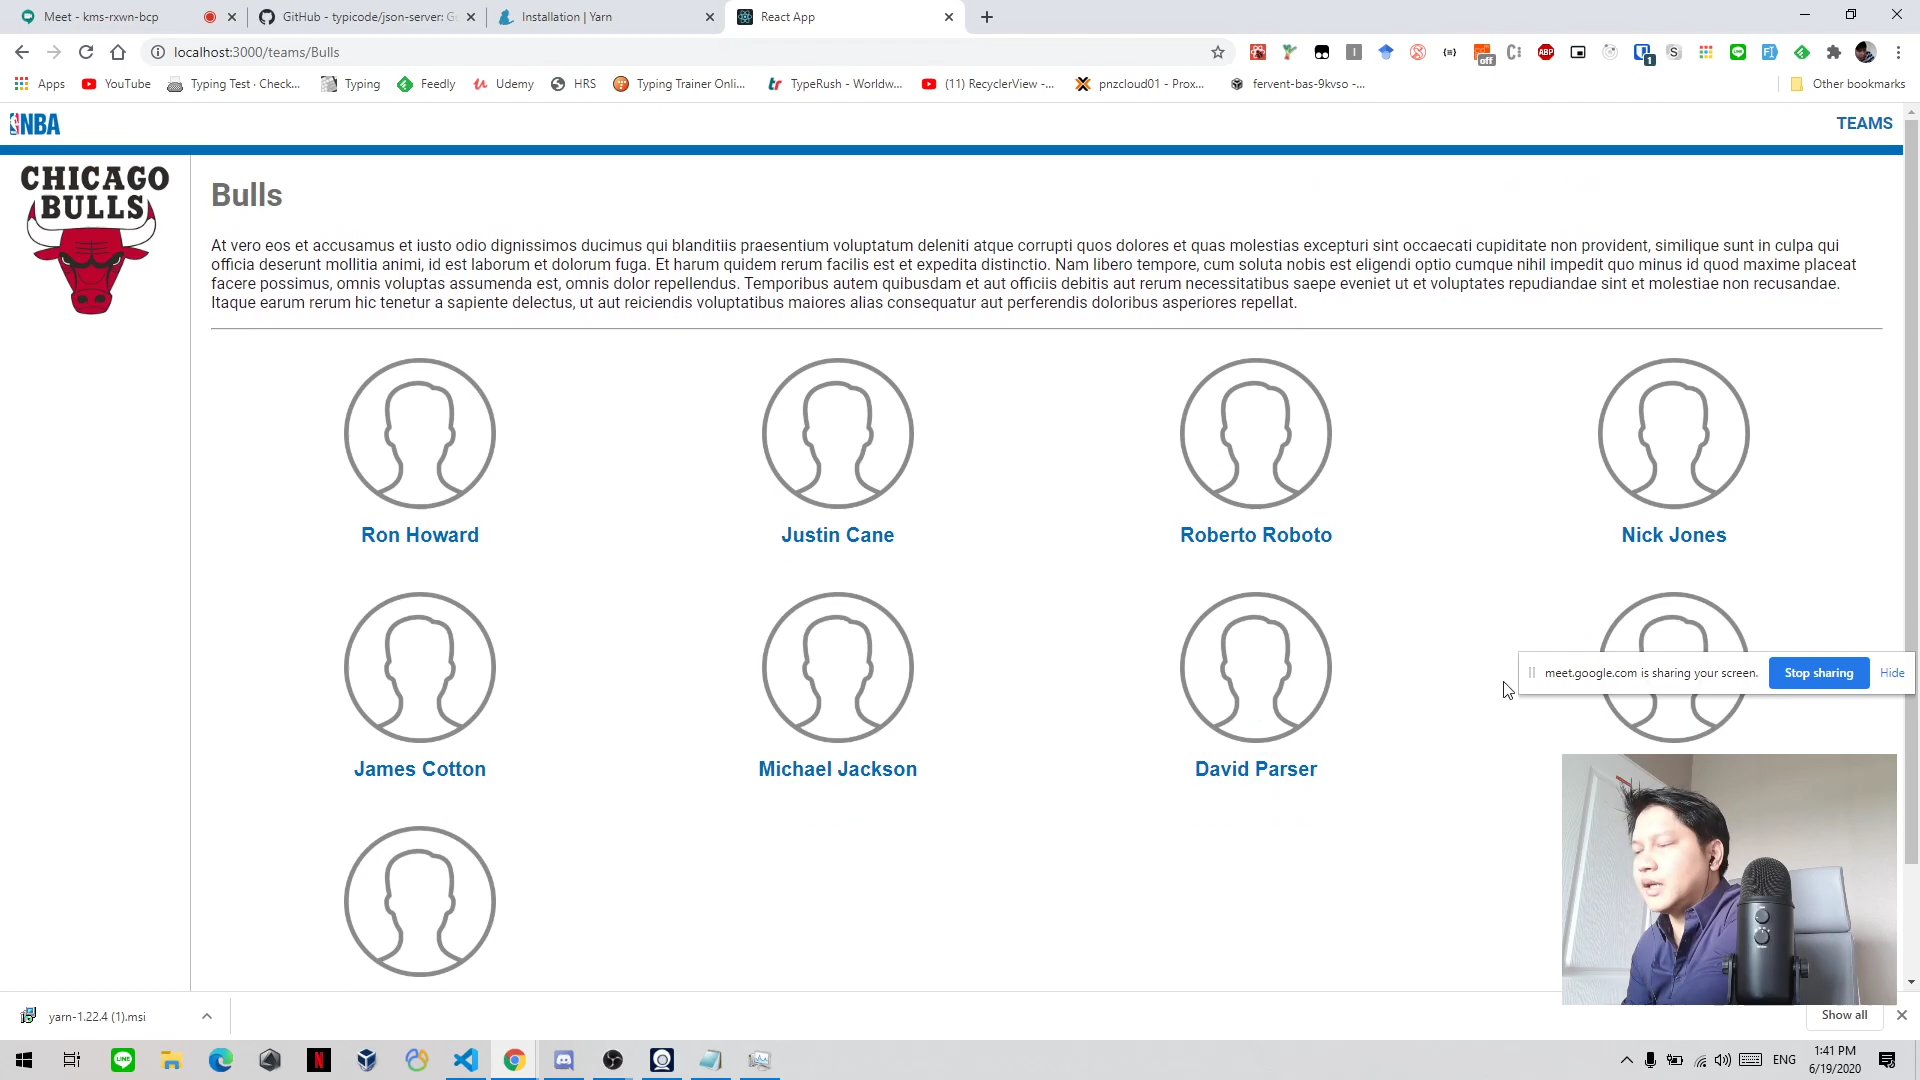 Meet - kms-rxwn-bcp
GitHub - typicode/json-server: G
Installation | Yarn
React App
localhost:3000/teams/Bulls
off
ABP
1
Apps
YouTube
Typing Test · Check...
Typing
Feedly
Udemy
HRS
Typing Trainer Onli...
TypeRush - Worldw...
(11) RecyclerView -...
pnzcloud01 - Prox...
fervent-bas-9kvso -...
Other bookmarks
NBA
TEAMS
CHICAGO
BULLS
Bulls
At vero eos et accusamus et iusto odio dignissimos ducimus qui blanditiis praesentium voluptatum deleniti atque corrupti quos dolores et quas molestias excepturi sint occaecati cupiditate non provident, similique sunt in culpa qui
officia deserunt mollitia animi, id est laborum et dolorum fuga. Et harum quidem rerum facilis est et expedita distinctio. Nam libero tempore, cum soluta nobis est eligendi optio cumque nihil impedit quo minus id quod maxime placeat
facere possimus, omnis voluptas assumenda est, omnis dolor repellendus. Temporibus autem quibusdam et aut officiis debitis aut rerum necessitatibus saepe eveniet ut et voluptates repudiandae sint et molestiae non recusandae.
Itaque earum rerum hic tenetur a sapiente delectus, ut aut reiciendis voluptatibus maiores alias consequatur aut perferendis doloribus asperiores repellat.
Ron Howard
Justin Cane
Roberto Roboto
Nick Jones
meet.google.com is sharing your screen.
Stop sharing
Hide
James Cotton
Michael Jackson
David Parser
yarn-1.22.4 (1).msi
Show all
ENG
1:41 PM
6/19/2020